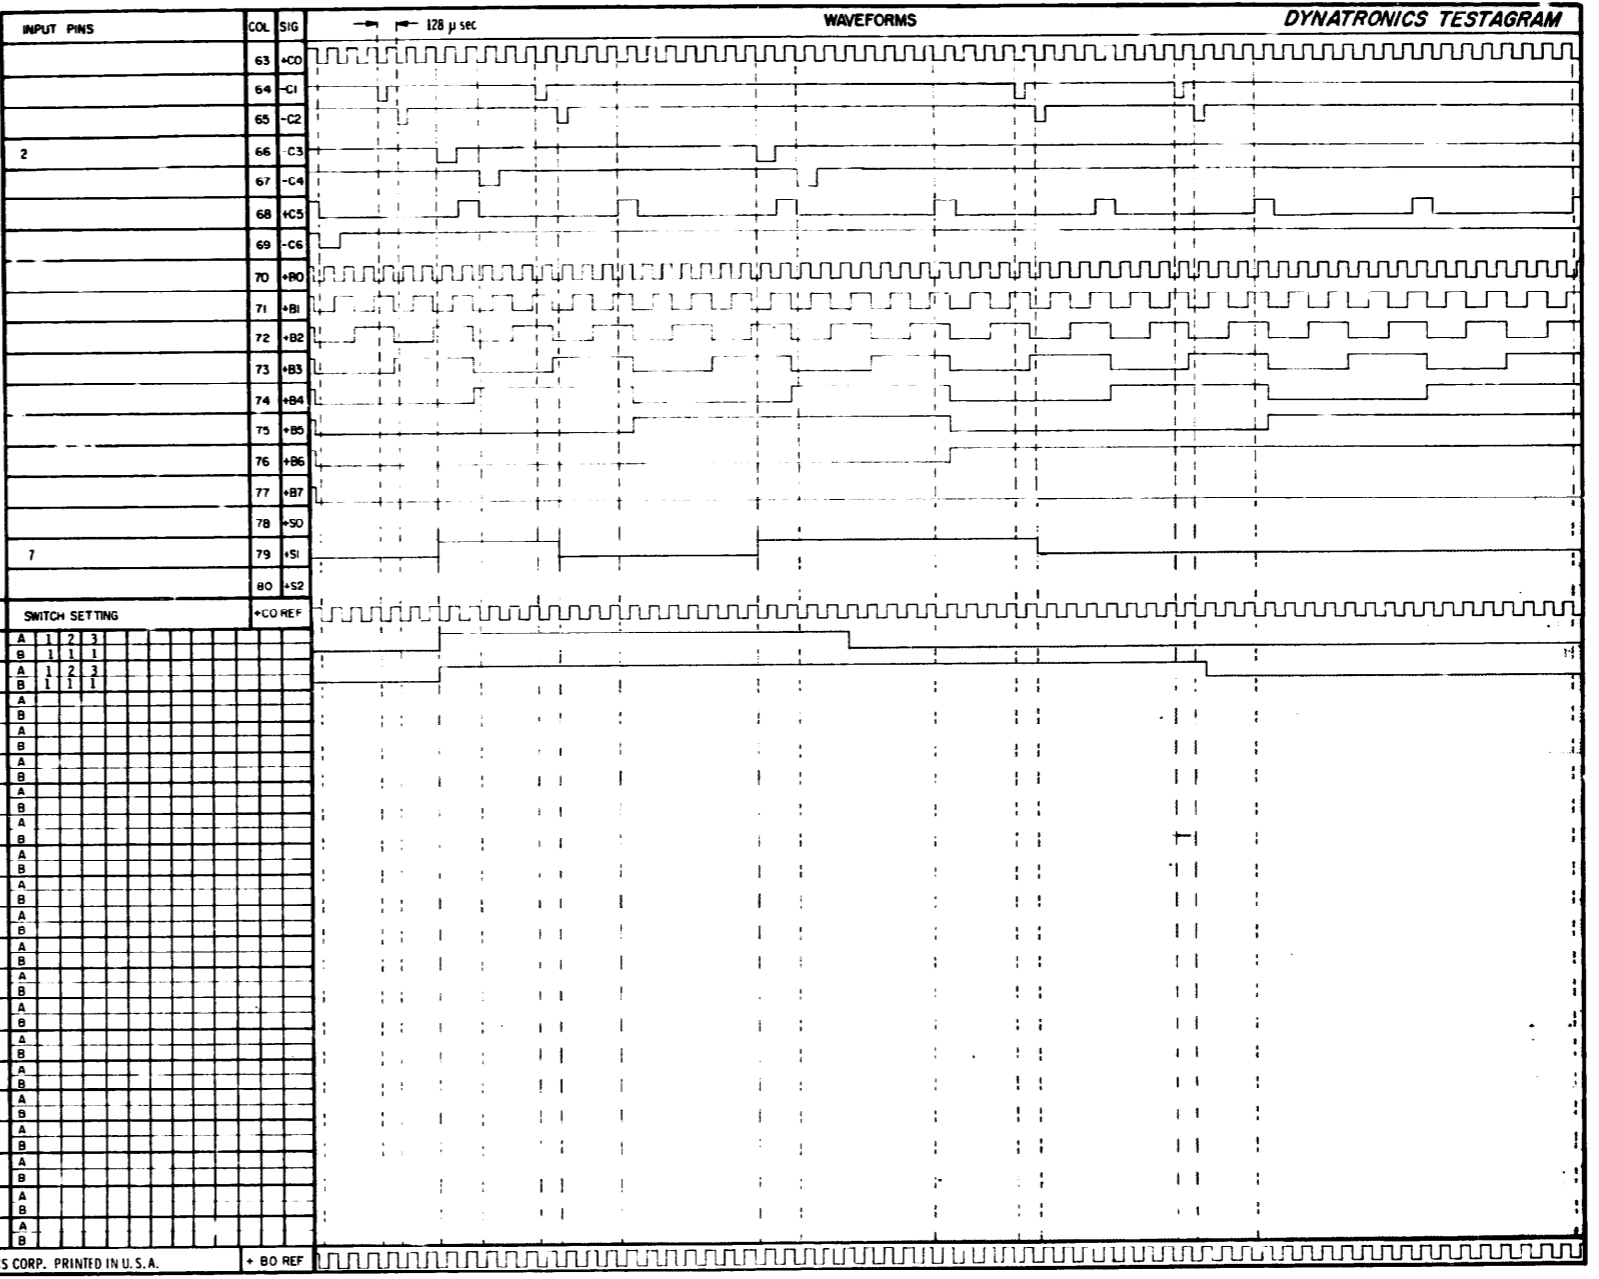 INPUT PINS COL SIG 128 μ sec WAVEFORMS DYNATRONICS TESTAGRAM
63 +C0
64 -C1
65 -C2
2 66 -C3
67 -C4
68 +C5
69 -C6
70 +B0
71 +B1
72 +B2
73 +B3
74 +B4
75 +B5
76 +B6
77 +B7
78 +S0
7 79 +S1
80 +S2
SWITCH SETTING +CO REF
A 1 2 3
B 1 1 1
A 1 2 3
B 1 1 1
A
B
A
B
A
B
A
B
A
B
A
B
A
B
A
B
A
B
A
B
A
B
A
B
A
B
A
B
A
B
A
B
A
B
A
B
S CORP. PRINTED IN U.S.A. + BO REF